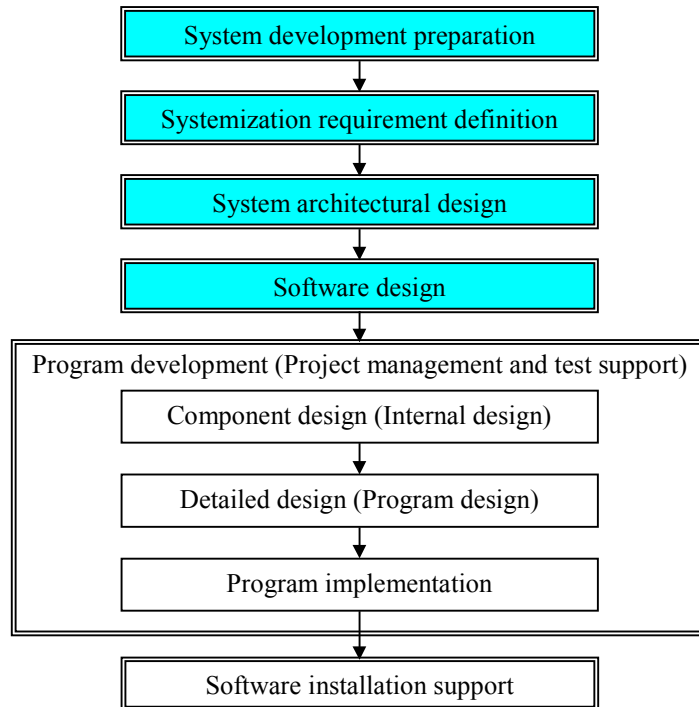 System development preparation
Systemization requirement definition
System architectural design
Software design
Program development (Project management and test support)
Component design (Internal design)
Detailed design (Program design)
Program implementation
Software installation support